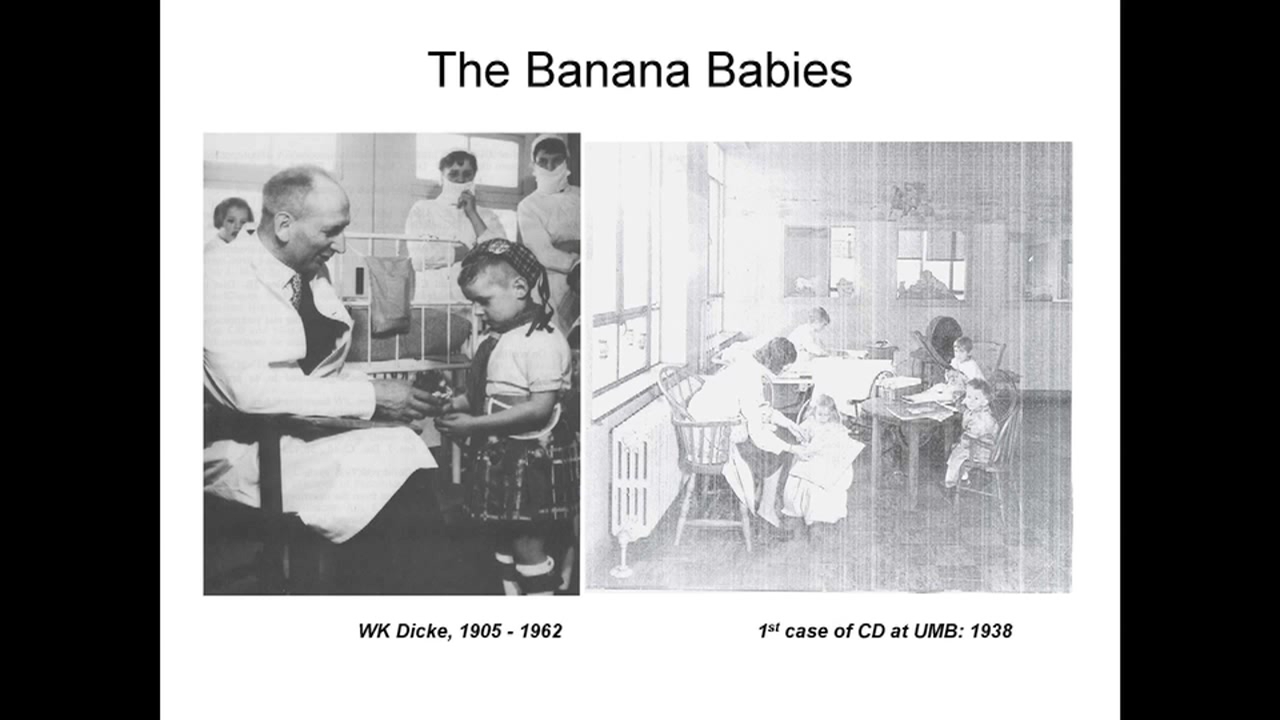 The Banana Babies
WK Dicke, 1905 - 1962
1st case of CD at UMB: 1938